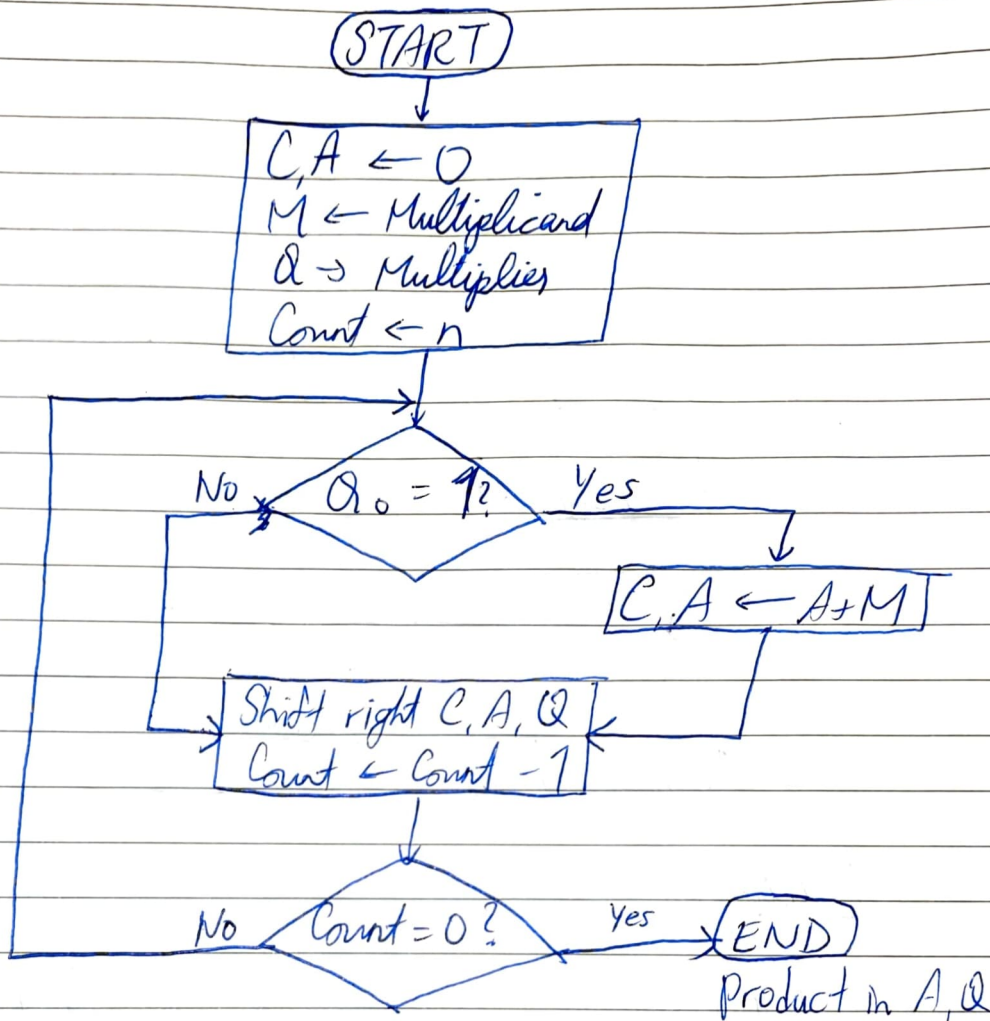 START
C, A ← 0
M ← Multiplicand
Q → Multiplier
Count ← n
Q₀ = 1?
No
Yes
C, A ← A+M
Shift right C, A, Q
Count ← Count - 1
Count = 0?
No
Yes
END
Product in A, Q